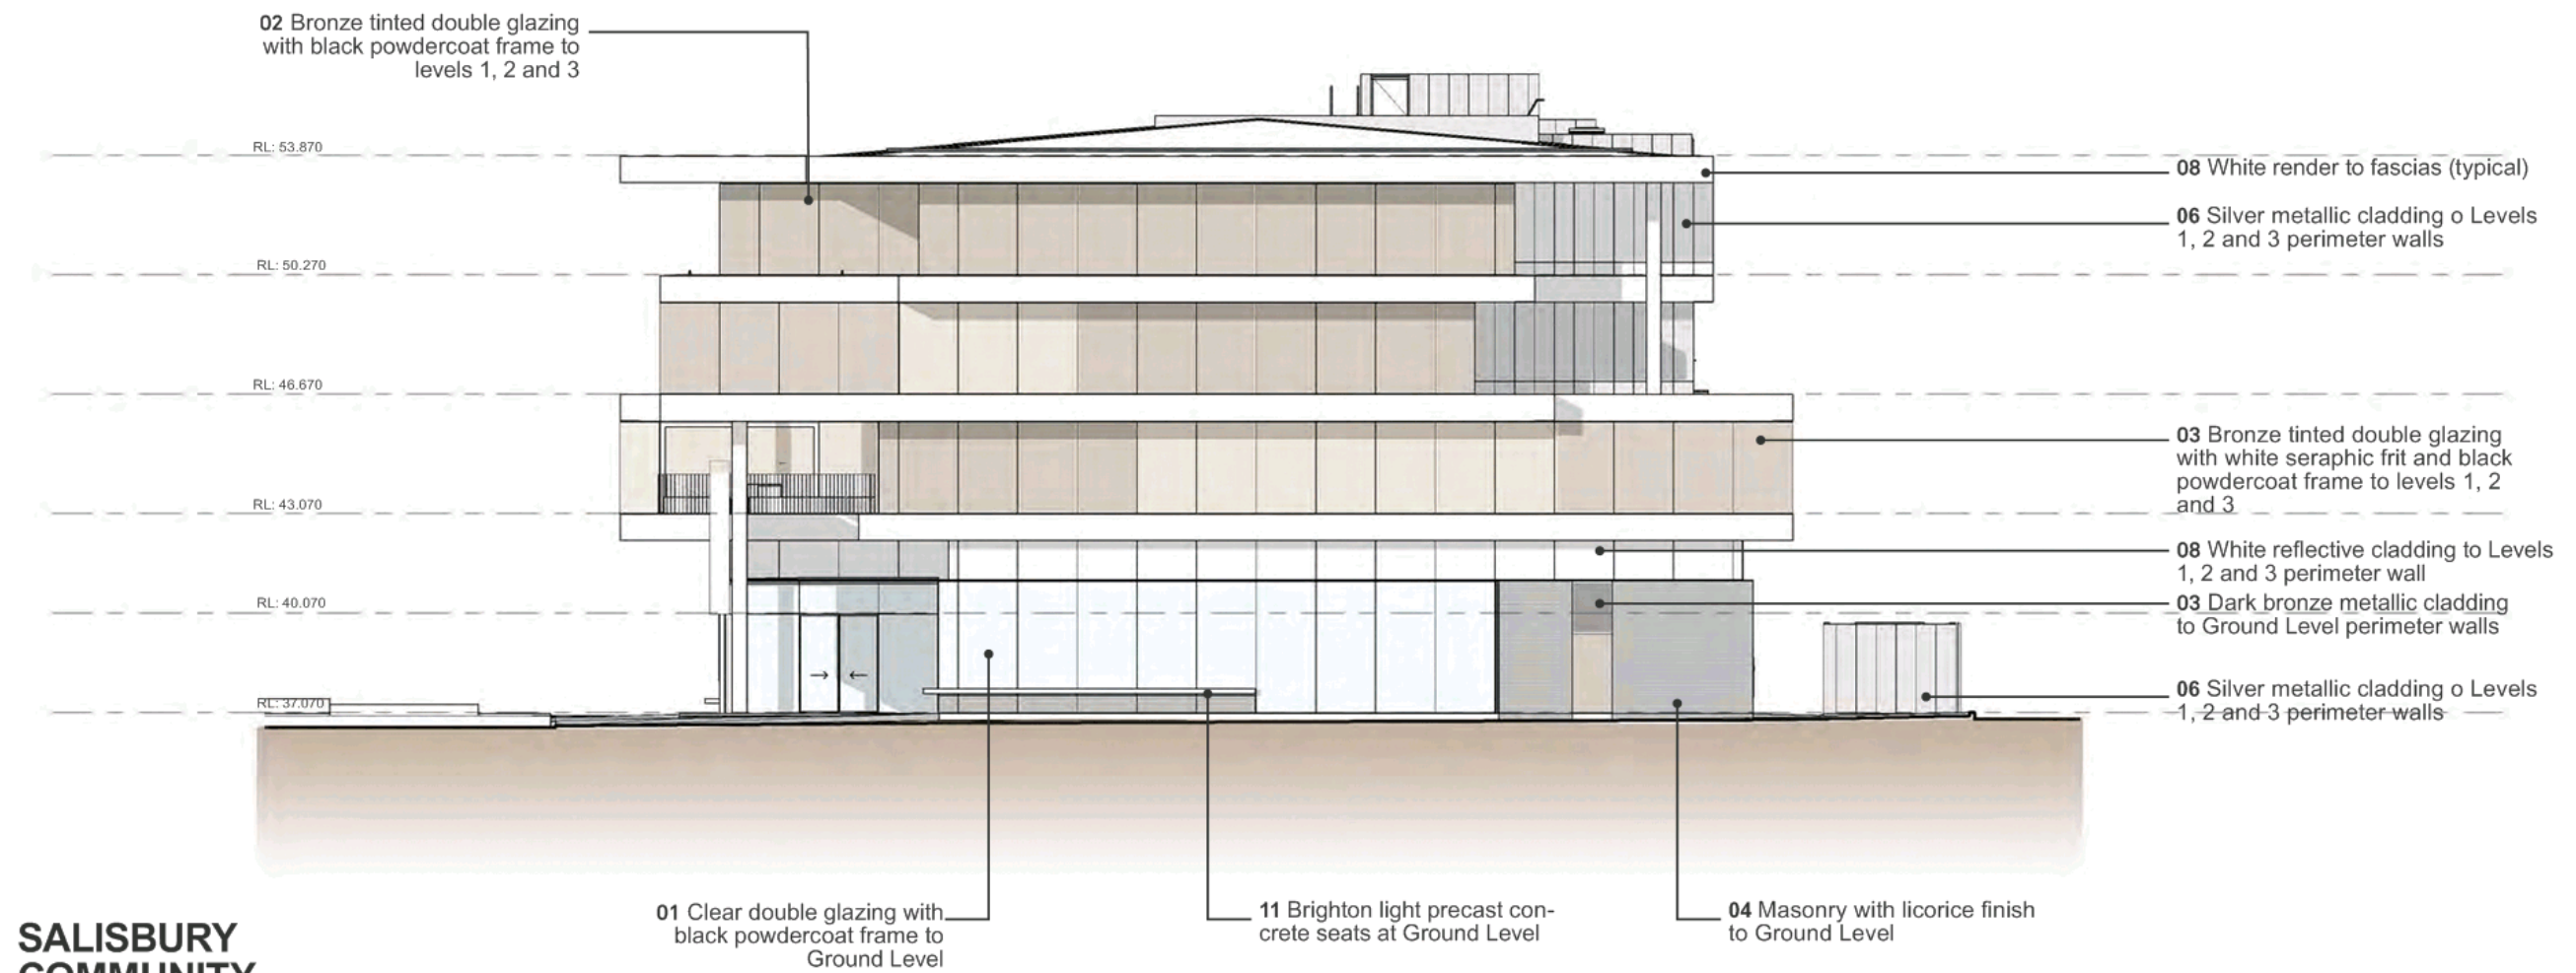 02 Bronze tinted double glazing
with black powdercoat frame to
levels 1, 2 and 3
RL: 53.870
08 White render to fascias (typical)
06 Silver metallic cladding o Levels
1, 2 and 3 perimeter walls
RL: 50.270
RL: 46.670
03 Bronze tinted double glazing
with white seraphic frit and black
powdercoat frame to levels 1, 2
and 3
RL: 43.070
08 White reflective cladding to Levels
1, 2 and 3 perimeter wall
RL: 40.070
03 Dark bronze metallic cladding
to Ground Level perimeter walls
06 Silver metallic cladding o Levels
1, 2 and 3 perimeter walls
RL: 37.070
01 Clear double glazing with
black powdercoat frame to
Ground Level
11 Brighton light precast con-
crete seats at Ground Level
04 Masonry with licorice finish
to Ground Level
SALISBURY
COMMUNITY